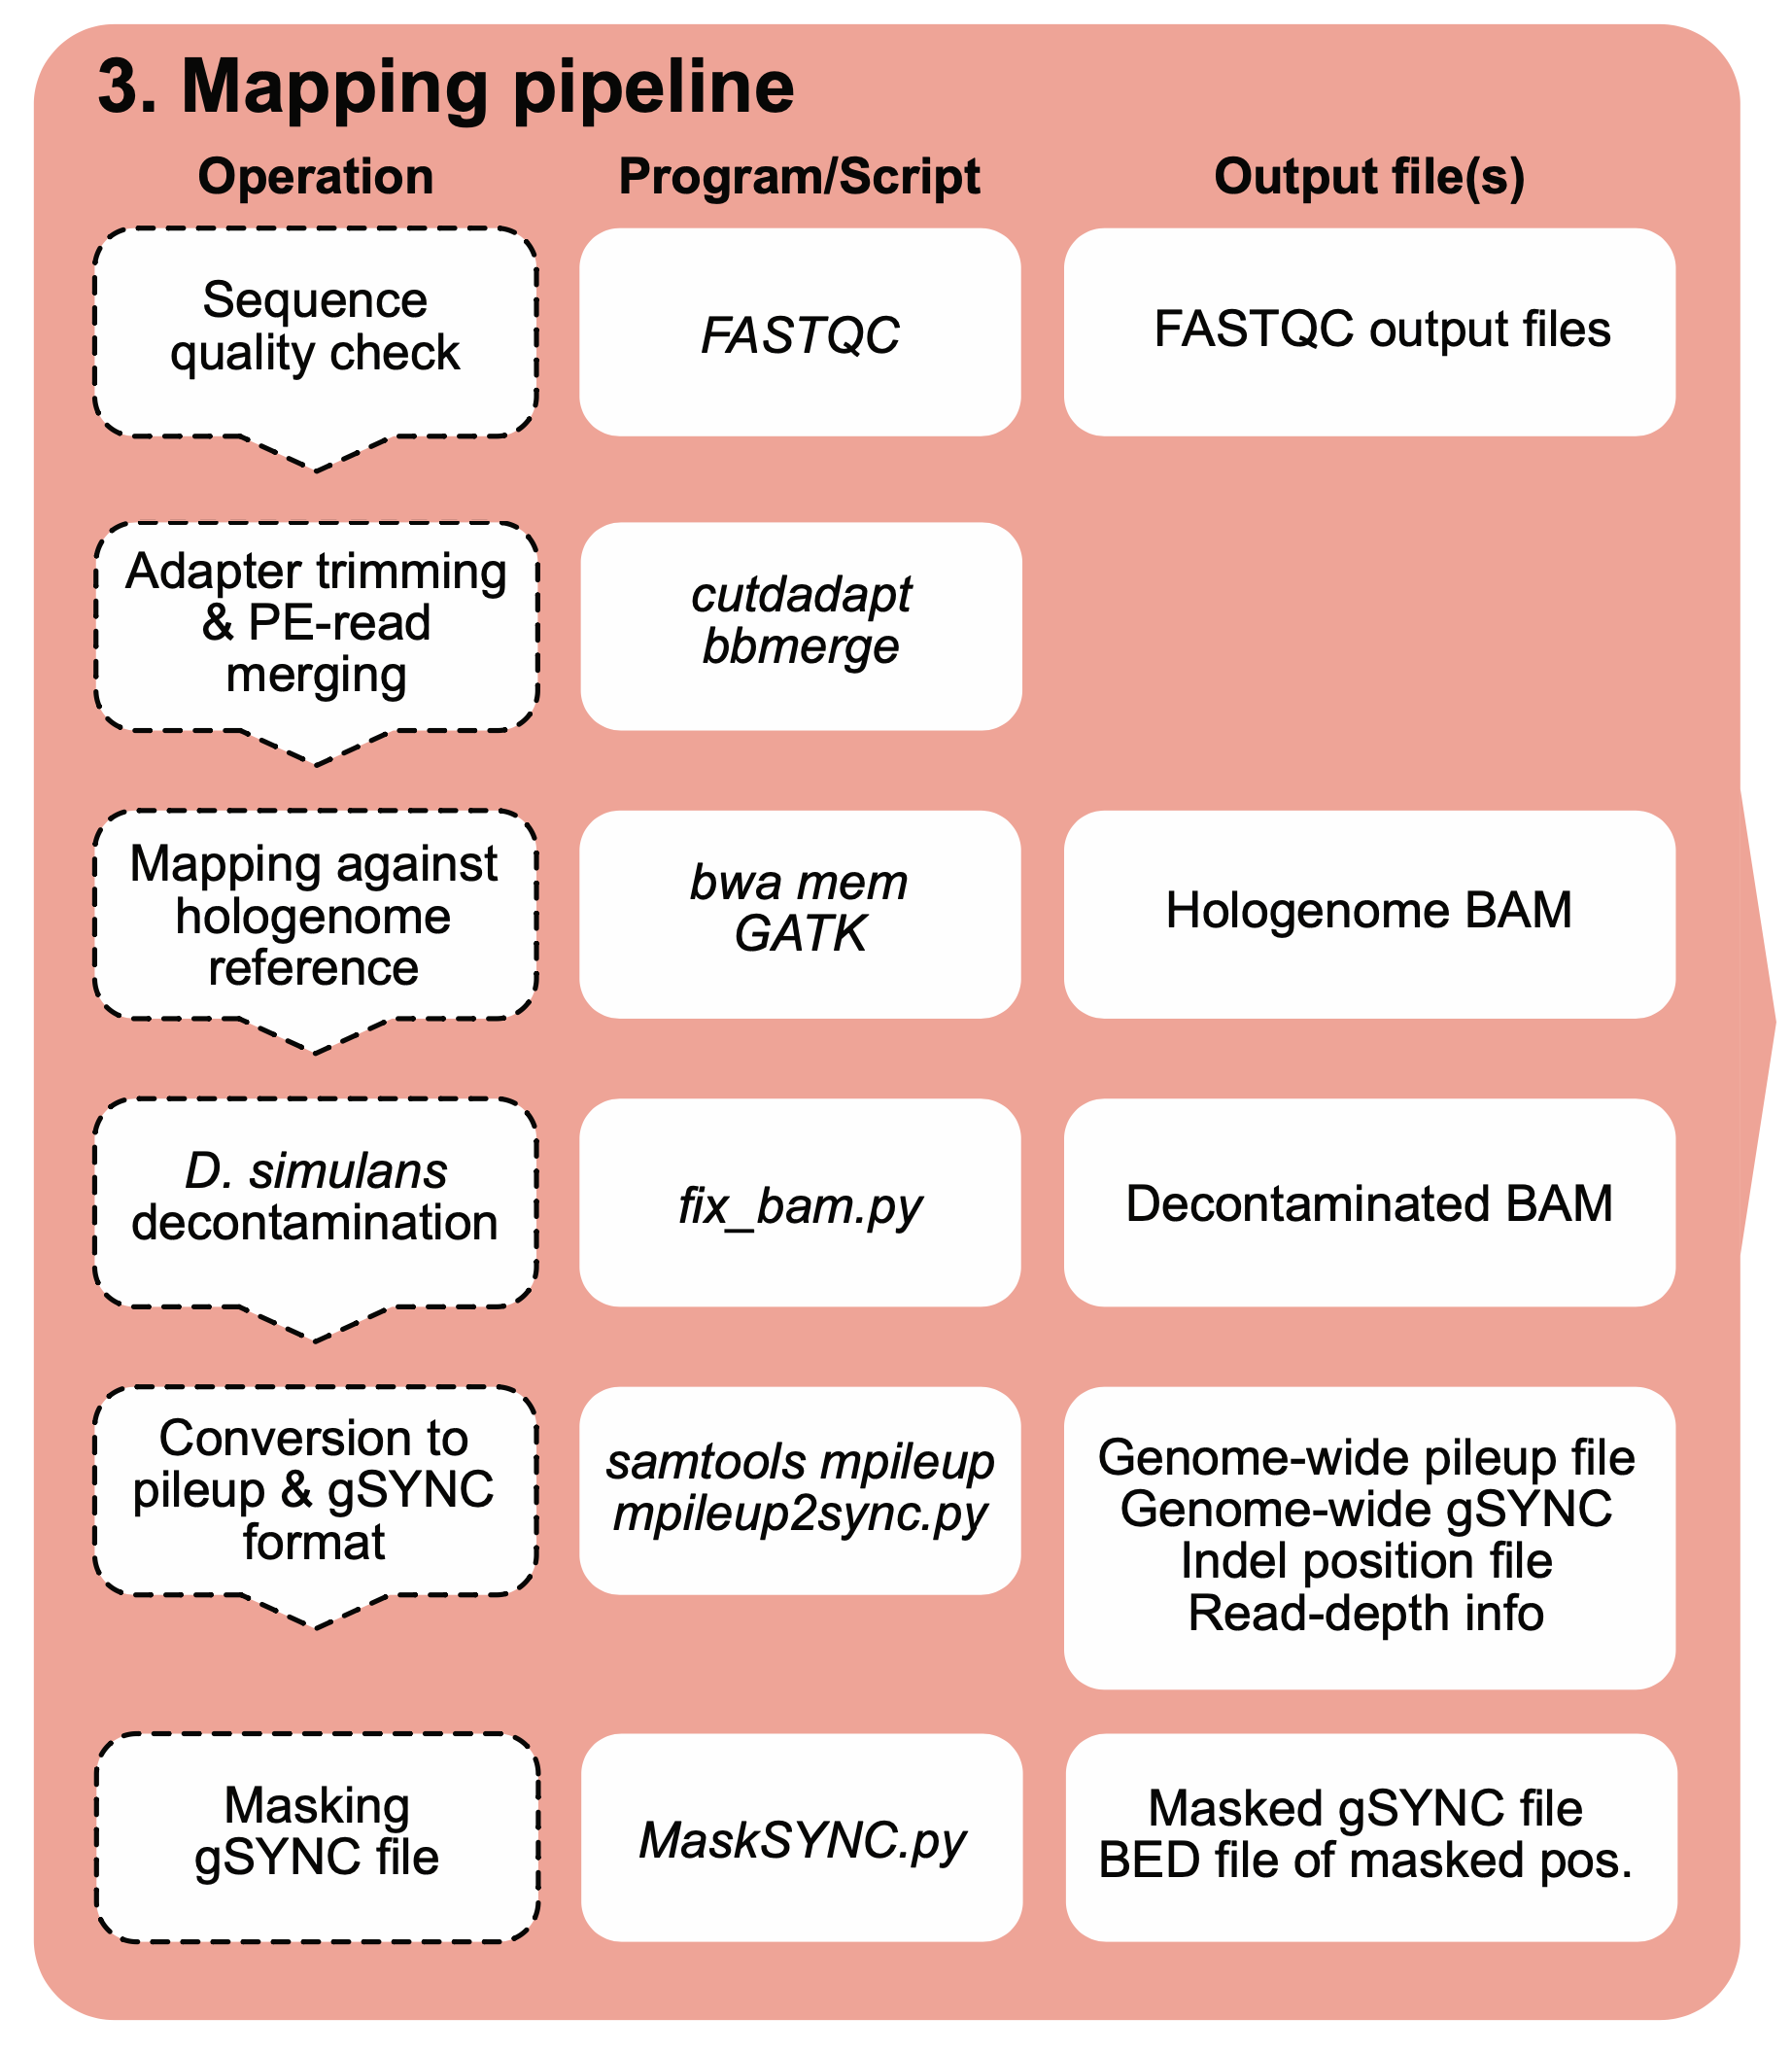 3. Mapping pipeline
Operation
Program/Script
Output file(s)
Sequence
quality check
FASTQC
FASTQC output files
Adapter trimming
& PE-read
merging
cutdadapt
bbmerge
Mapping against
hologenome
reference
bwa mem
GATK
Hologenome BAM
D. simulans
decontamination
fix_bam.py
Decontaminated BAM
Conversion to
pileup & gSYNC
format
samtools mpileup
mpileup2sync.py
Genome-wide pileup file
Genome-wide gSYNC
Indel position file
Read-depth info
Masking
gSYNC file
MaskSYNC.py
Masked gSYNC file
BED file of masked pos.